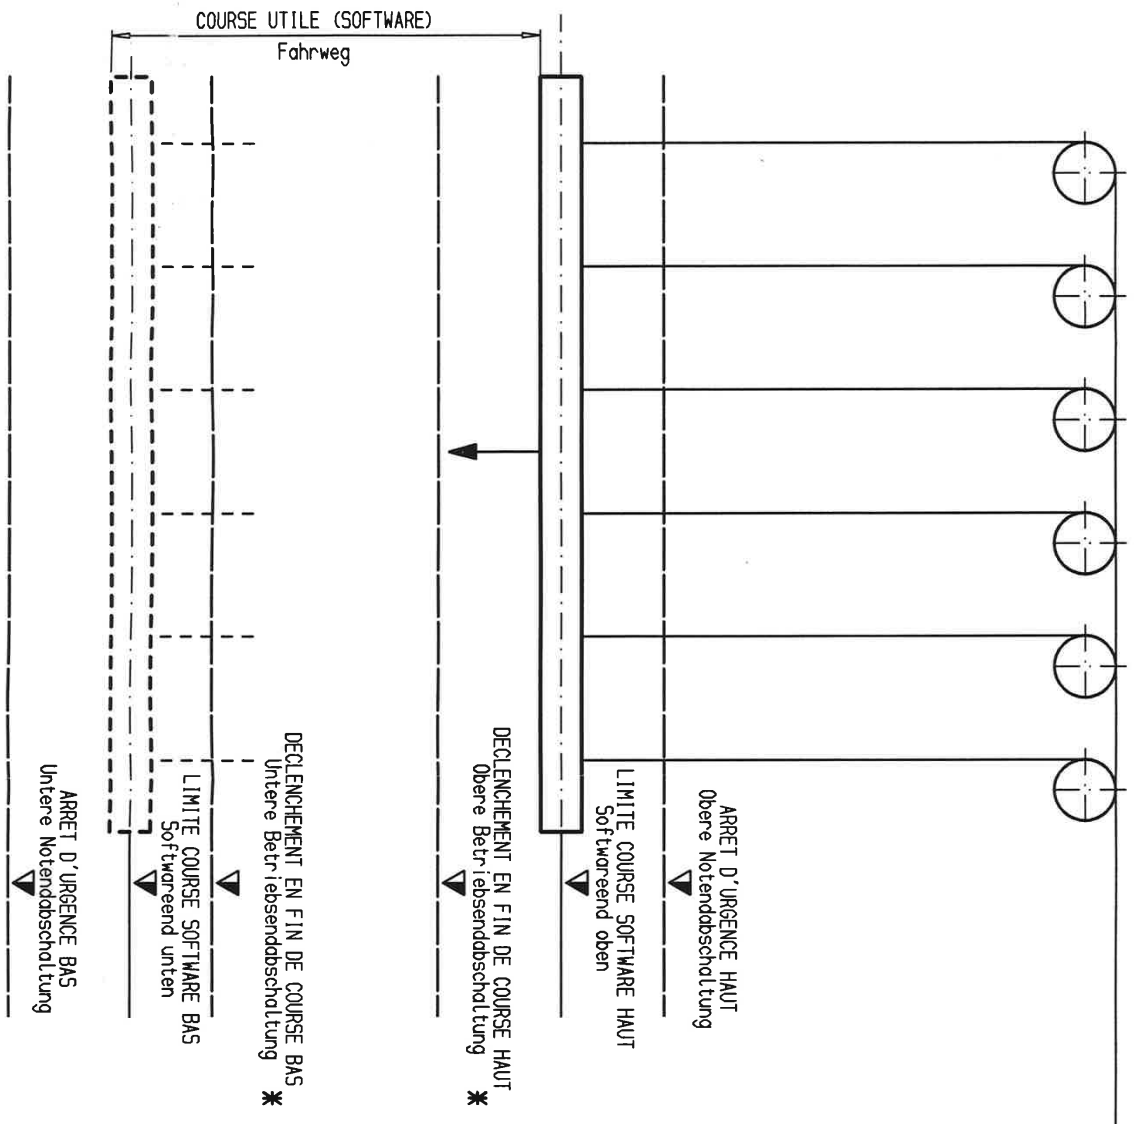 COURSE UTILE (SOFTWARE)
Fahrweg
ARRET D'URGENCE HAUT
Obere Notendabschaltung
LIMITE COURSE SOFTWARE HAUT
Softwareend oben
DECLENCHEMENT EN FIN DE COURSE HAUT
Obere Betriebsendabschaltung *
DECLENCHEMENT EN FIN DE COURSE BAS
Untere Betriebsendabschaltung *
LIMITE COURSE SOFTWARE BAS
Softwareend unten
ARRET D'URGENCE BAS
Untere Notendabschaltung